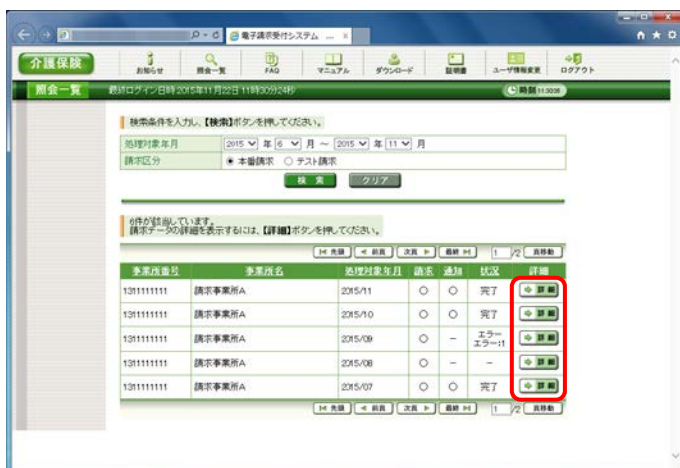 電子請求受付システム ...
介護保険
お知らせ 照会一覧 FAQ マニュアル ダウンロード 証明書 ユーザ情報変更 ログアウト
照会一覧
最終ログイン日時:2015年11月22日 11時30分24秒
時刻 11:30:36
検索条件を入力し、【検索】ボタンを押してください。
処理対象年月 2015 年 6 月 ~ 2015 年 11 月
請求区分 本番請求 テスト請求
検 索 クリア
6件が該当しています。
請求データの詳細を表示するには、【詳細】ボタンを押してください。
先頭 前頁 次頁 最終 1 /2 頁移動
事業所番号 事業所名 処理対象年月 請求 通知 状況 詳細
1311111111 請求事業所A 2015/11 ○ ○ 完了 詳細
1311111111 請求事業所A 2015/10 ○ ○ 完了 詳細
1311111111 請求事業所A 2015/09 ○ - エラー 詳細
エラー:1
1311111111 請求事業所A 2015/08 ○ - - 詳細
1311111111 請求事業所A 2015/07 ○ ○ 完了 詳細
先頭 前頁 次頁 最終 1 /2 頁移動